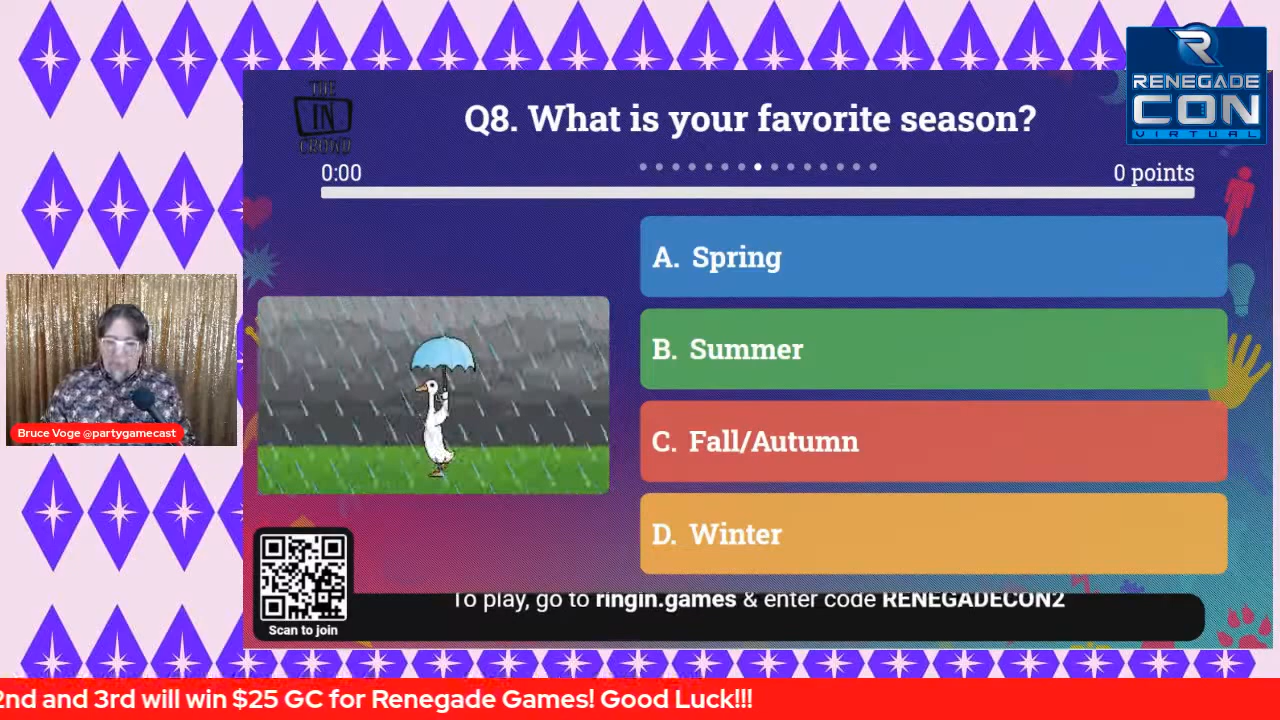 THE
IN
CROWD
Q8. What is your favorite season?
RENEGADE
CON
VIRTUAL
0:00
0 points
A. Spring
B. Summer
C. Fall/Autumn
D. Winter
Bruce Voge @partygamecast
To play, go to ringin.games & enter code RENEGADECON2
Scan to join
2nd and 3rd will win $25 GC for Renegade Games! Good Luck!!!